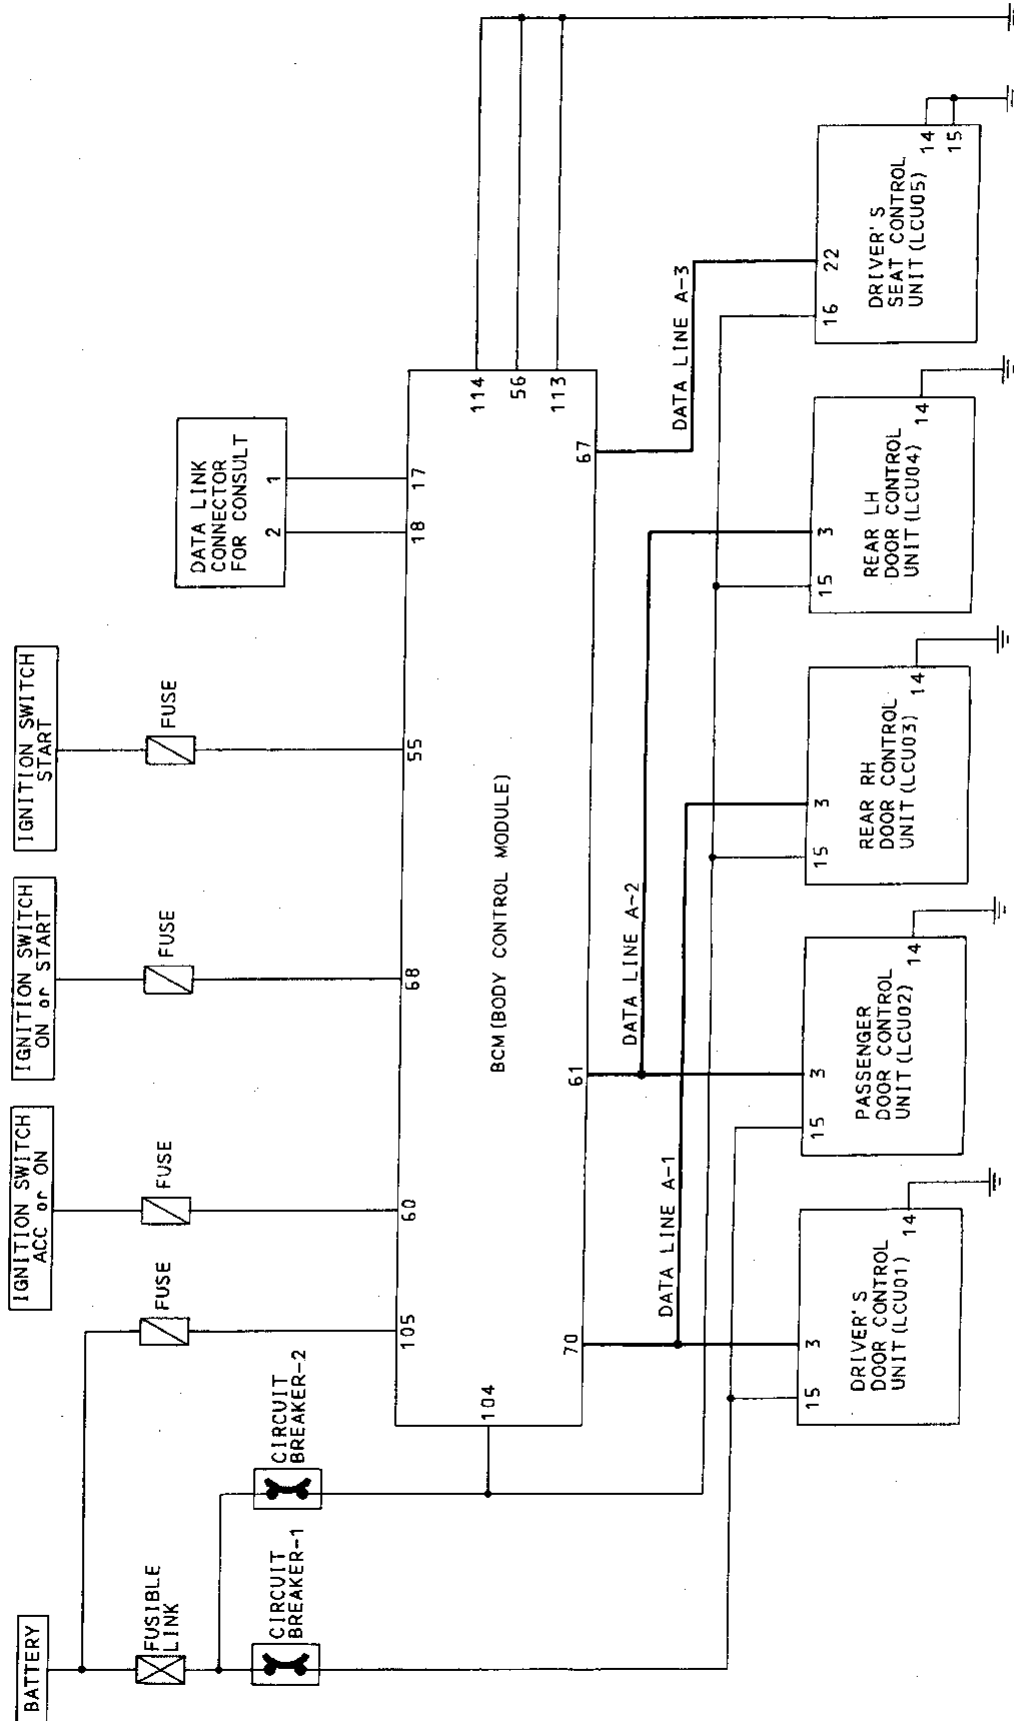 BATTERY
FUSIBLE
LINK
CIRCUIT
BREAKER-1
CIRCUIT
BREAKER-2
FUSE
IGNITION SWITCH
ACC or ON
FUSE
IGNITION SWITCH
ON or START
FUSE
IGNITION SWITCH
START
FUSE
DATA LINK
CONNECTOR
FOR CONSULT
2
1
105
60
68
55
18
17
104
BCM(BODY CONTROL MODULE)
114
56
113
70
61
67
DATA LINE A-1
DATA LINE A-2
DATA LINE A-3
15
3
DRIVER'S
DOOR CONTROL
UNIT(LCU01)
14
15
3
PASSENGER
DOOR CONTROL
UNIT(LCU02)
14
15
3
REAR RH
DOOR CONTROL
UNIT(LCU03)
14
15
3
REAR LH
DOOR CONTROL
UNIT(LCU04)
14
16
22
DRIVER'S
SEAT CONTROL
UNIT(LCU05)
14
15